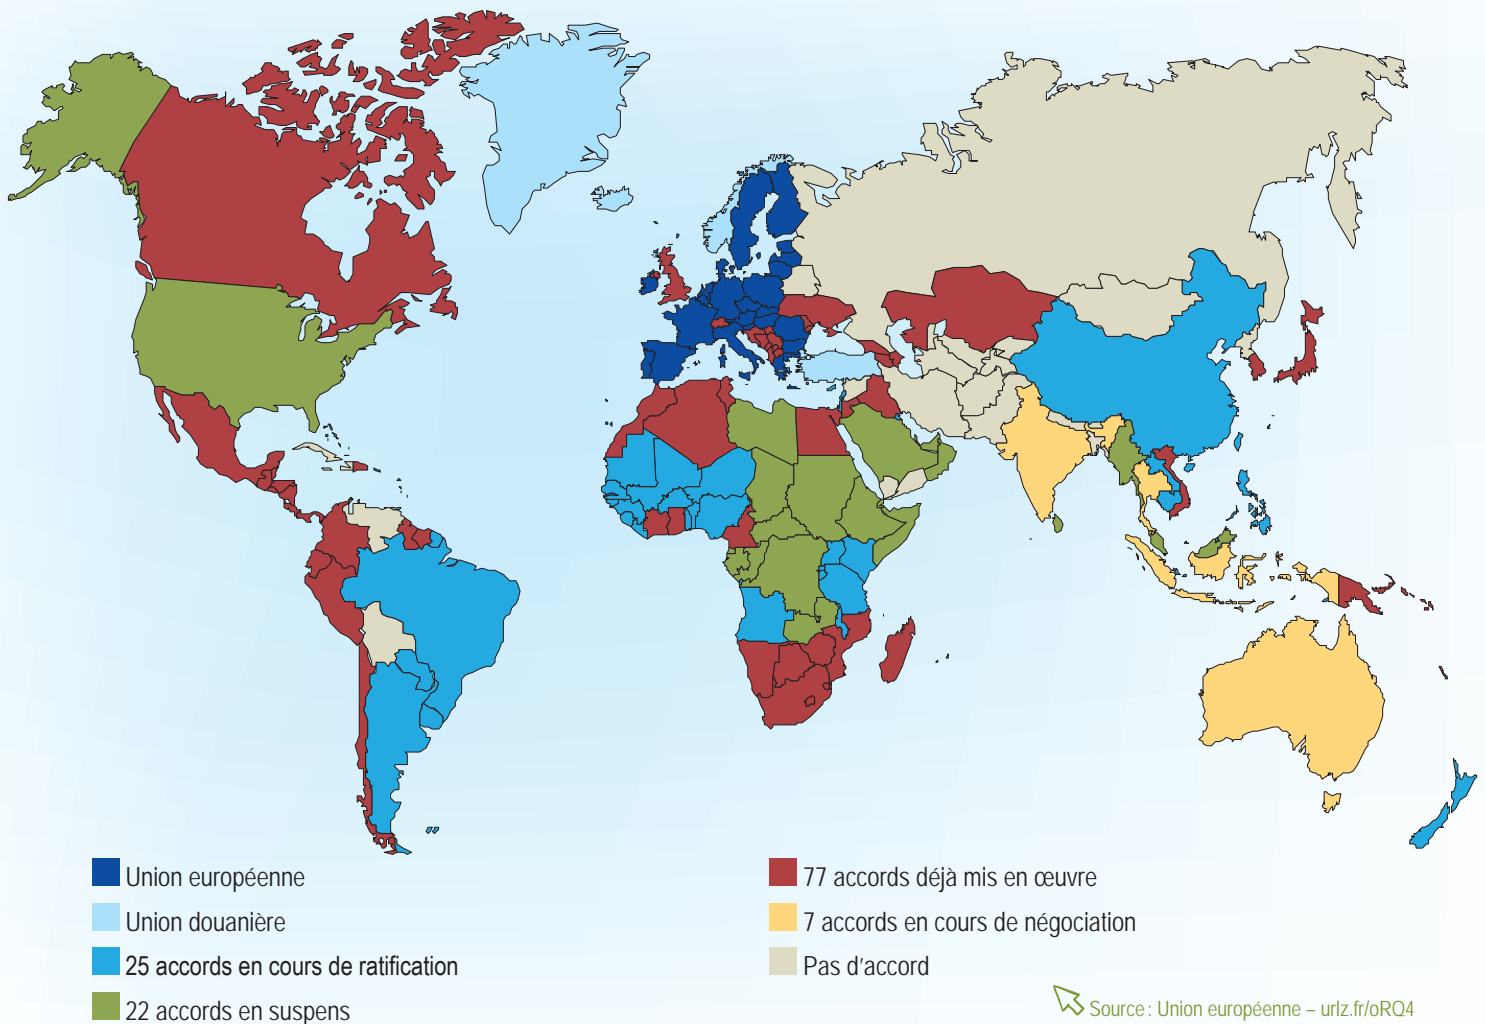 Union européenne
Union douanière
25 accords en cours de ratification
22 accords en suspens
77 accords déjà mis en œuvre
7 accords en cours de négociation
Pas d'accord
Source : Union européenne – urlz.fr/oRQ4